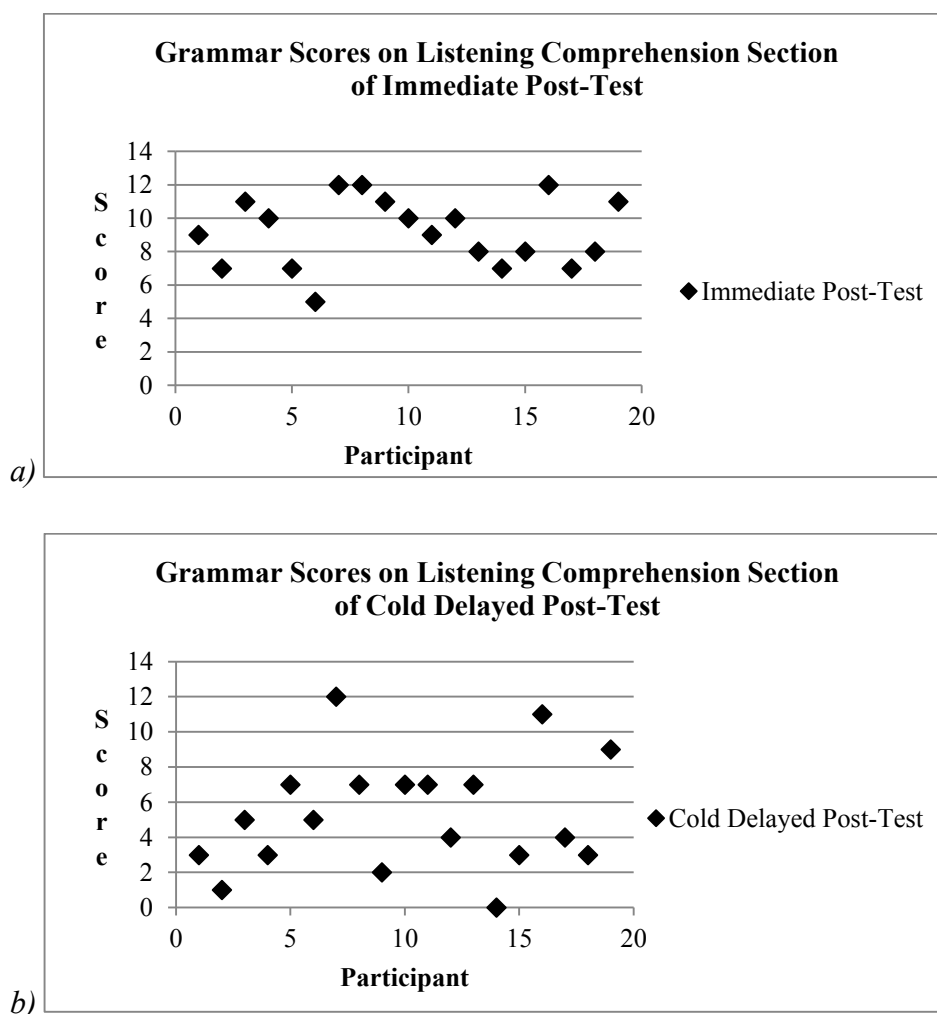 Grammar Scores on Listening Comprehension Section
of Immediate Post-Test
14
12
10
8
6
4
2
0
S
c
o
r
e
0 5 10 15 20
Participant
Immediate Post-Test
a)
Grammar Scores on Listening Comprehension Section
of Cold Delayed Post-Test
14
12
10
8
6
4
2
0
S
c
o
r
e
0 5 10 15 20
Participant
Cold Delayed Post-Test
b)